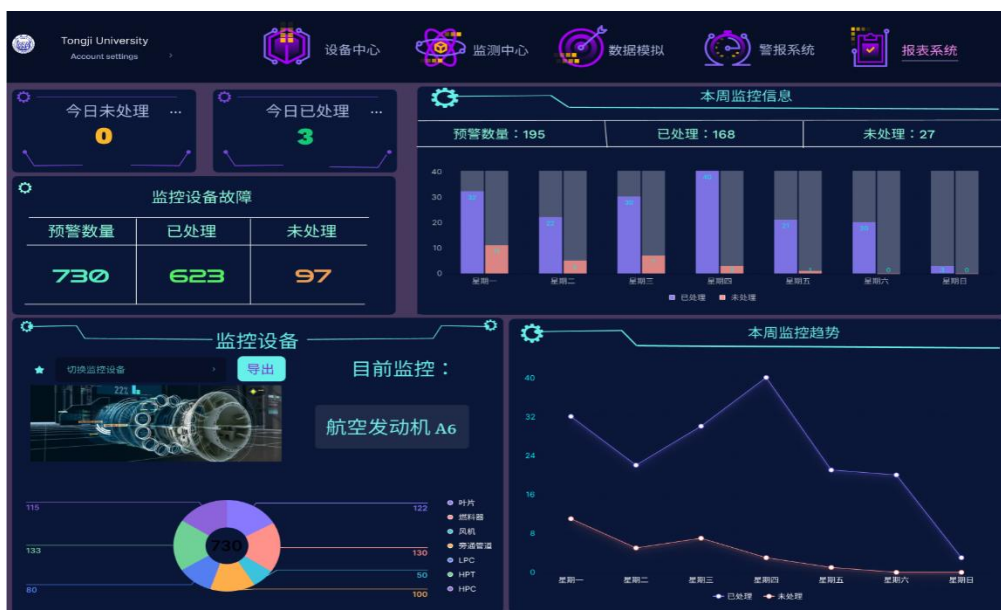 Tongji University
Account settings
设备中心
监测中心
数据模拟
警报系统
报表系统
今日未处理
0
今日已处理
3
监控设备故障
预警数量 已处理 未处理
730 623 97
本周监控信息
预警数量：195 已处理：168 未处理：27
40
30
20
10
0
32
11
22
5
30
7
40
3
21
1
20
0
3
0
星期一 星期二 星期三 星期四 星期五 星期六 星期日
已处理 未处理
监控设备
切换监控设备
导出
目前监控：
航空发动机 A6
22%
115
133
80
730
122
130
50
100
叶片
燃料器
风机
旁通管道
LPC
HPT
HPC
本周监控趋势
40
32
24
16
8
0
星期一 星期二 星期三 星期四 星期五 星期六 星期日
已处理 未处理